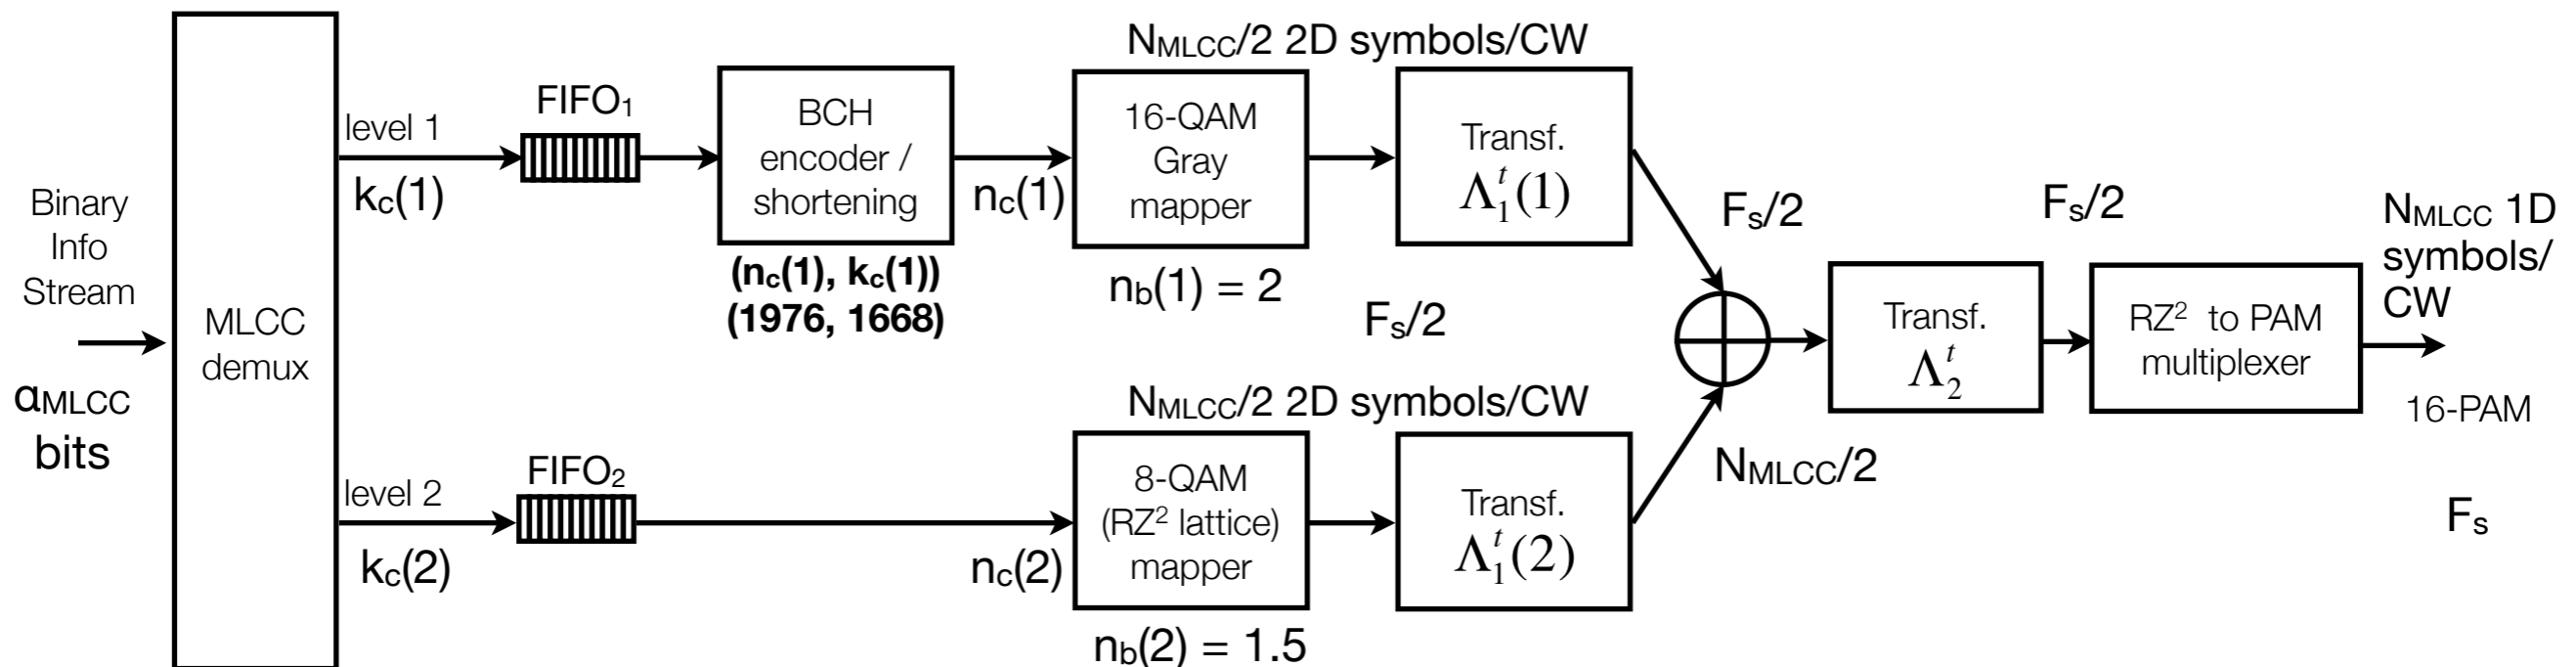 Binary
Info
Stream
αMLCC
bits
MLCC
demux
level 1
kc(1)
FIFO1
BCH
encoder /
shortening
(nc(1), kc(1))
(1976, 1668)
nc(1)
NMLCC/2 2D symbols/CW
16-QAM
Gray
mapper
nb(1) = 2
Transf.
Λ1^t(1)
Fs/2
Fs/2
level 2
kc(2)
FIFO2
nc(2)
NMLCC/2 2D symbols/CW
8-QAM
(RZ² lattice)
mapper
nb(2) = 1.5
Transf.
Λ1^t(2)
NMLCC/2
Transf.
Λ2^t
Fs/2
RZ² to PAM
multiplexer
NMLCC 1D
symbols/
CW
16-PAM
Fs